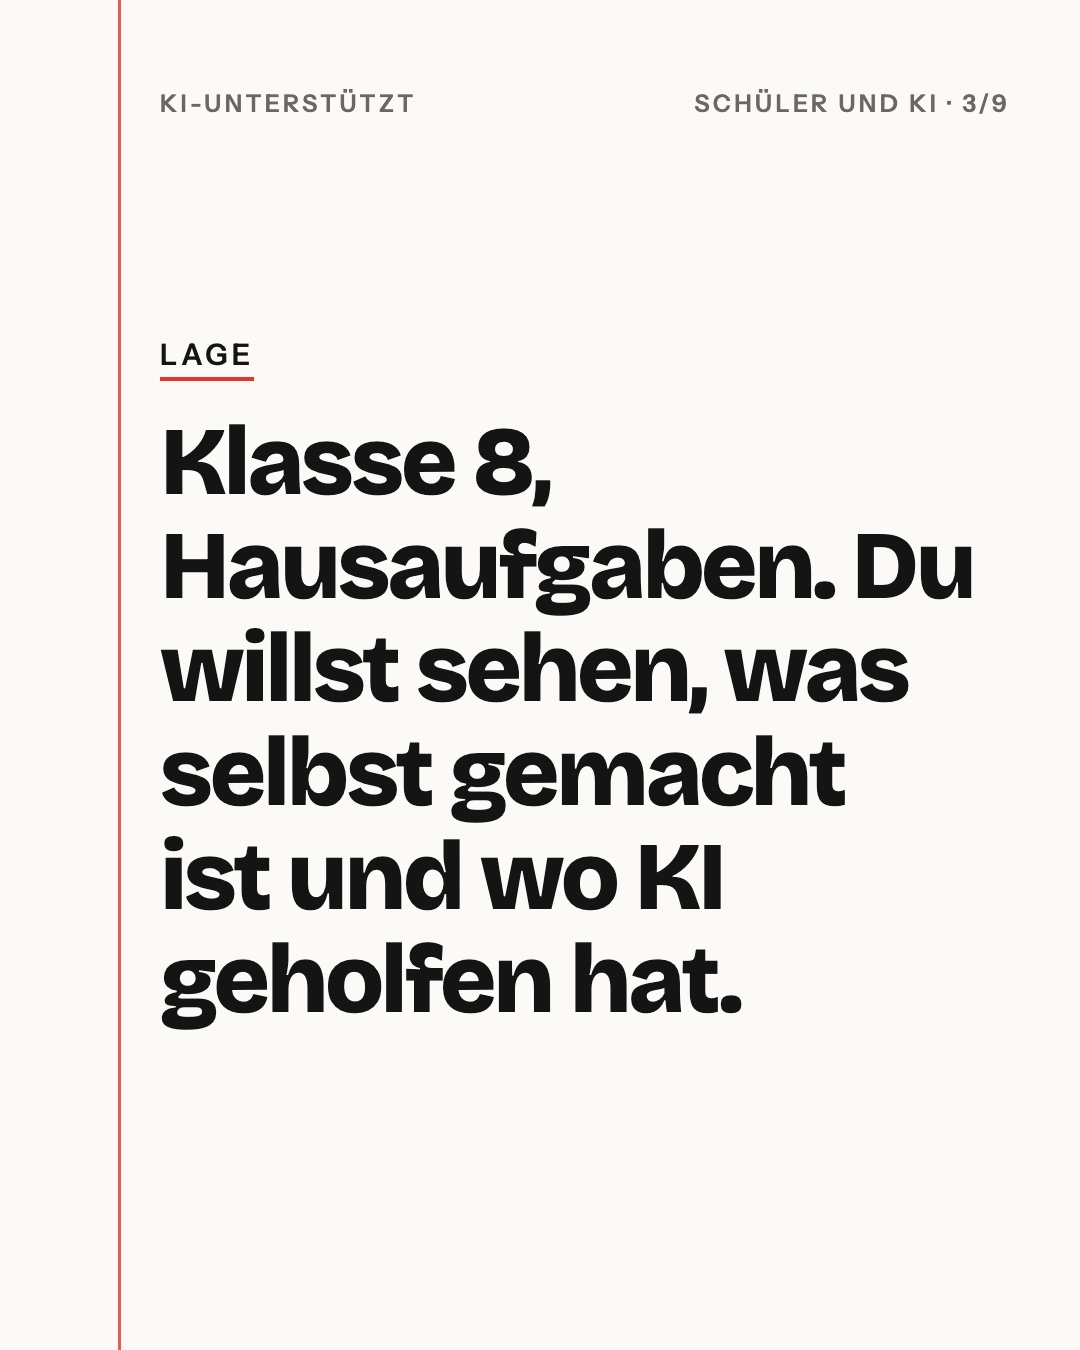 KI-UNTERSTÜTZT
SCHÜLER UND KI · 3/9
LAGE
Klasse 8,
Hausaufgaben. Du
willst sehen, was
selbst gemacht
ist und wo KI
geholfen hat.